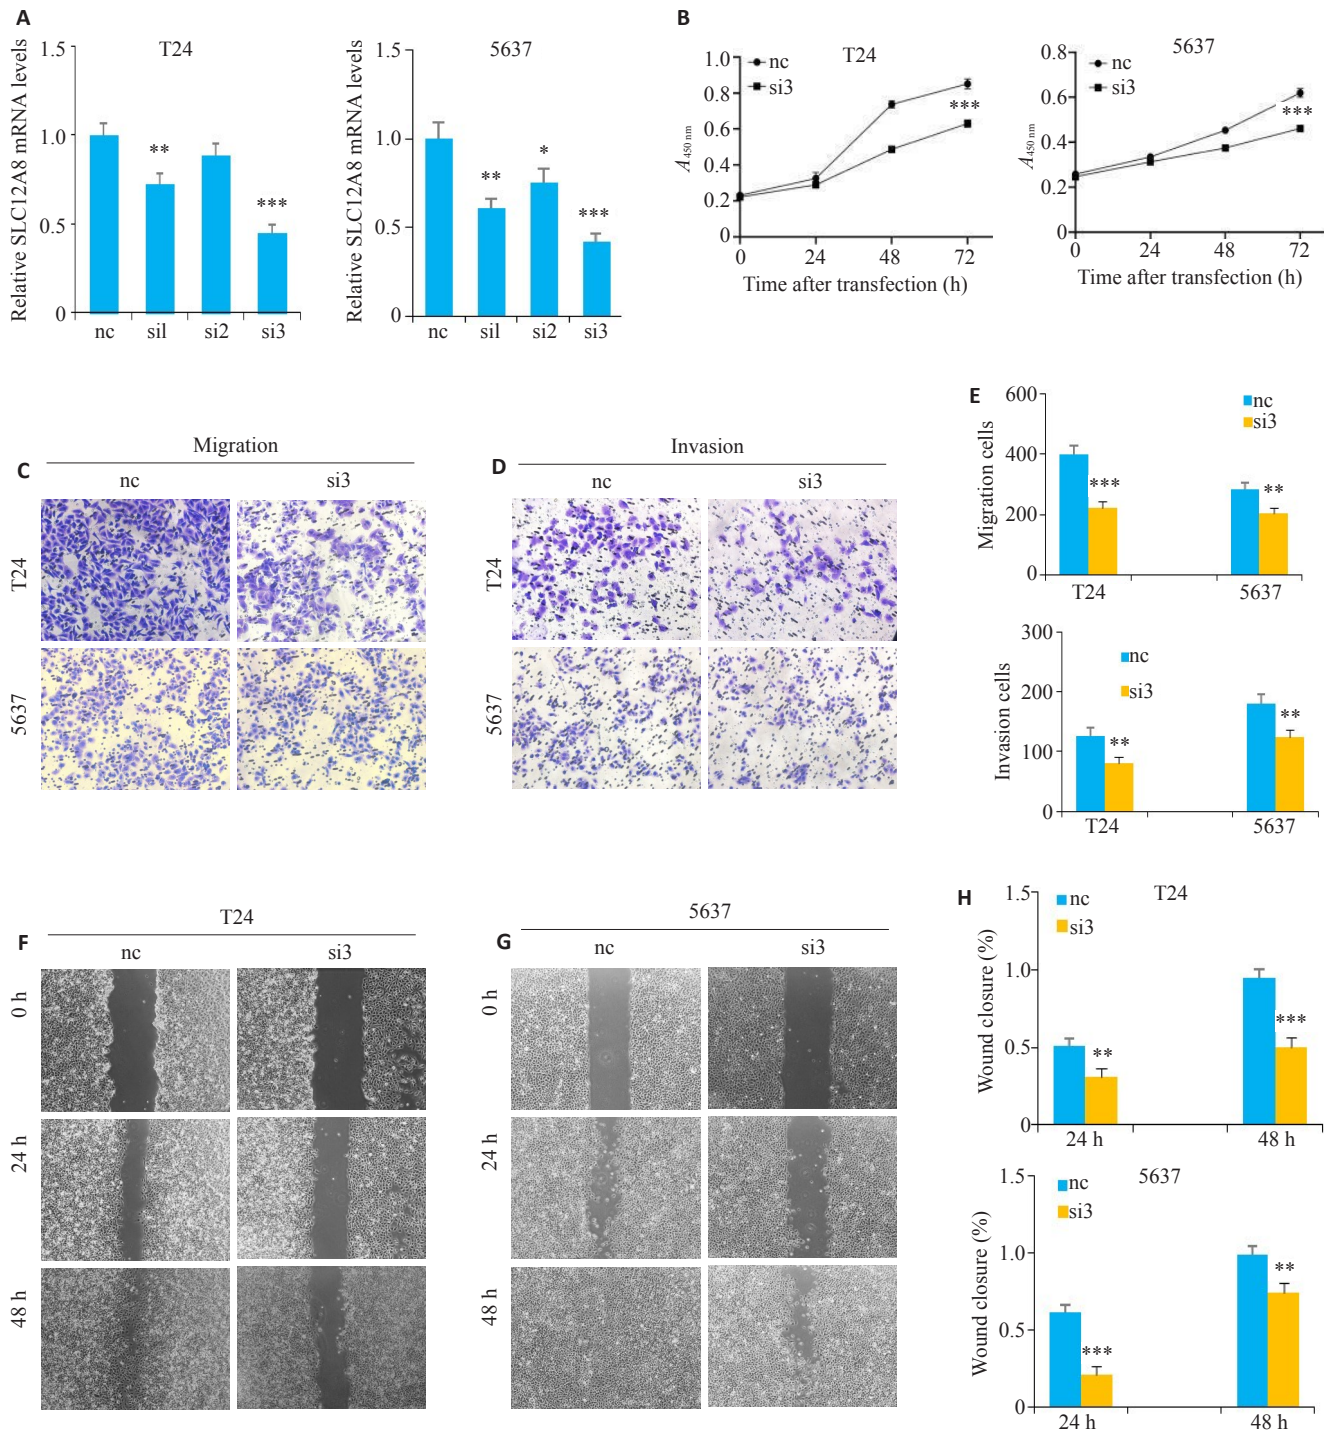 A
T24
Relative SLC12A8 mRNA levels
1.5
1.0
0.5
0
**
***
nc
sil
si2
si3
5637
Relative SLC12A8 mRNA levels
1.5
1.0
0.5
0
**
*
***
nc
sil
si2
si3
B
T24
nc
si3
A450 nm
1.0
0.8
0.6
0.4
0.2
0
***
0 24 48 72
Time after transfection (h)
5637
nc
si3
A450 nm
0.8
0.6
0.4
0.2
0
***
0 24 48 72
Time after transfection (h)
C
Migration
nc
si3
T24
5637
D
Invasion
nc
si3
T24
5637
E
Migration cells
600
400
200
0
nc
si3
***
**
T24
5637
Invasion cells
300
200
100
0
nc
si3
**
**
T24
5637
F
T24
nc
si3
0 h
24 h
48 h
G
5637
nc
si3
0 h
24 h
48 h
H
T24
Wound closure (%)
1.5
1.0
0.5
0
nc
si3
**
***
24 h
48 h
5637
Wound closure (%)
1.5
1.0
0.5
0
nc
si3
***
**
24 h
48 h